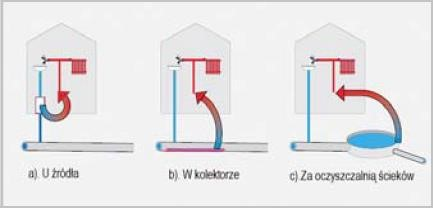 a). U źródła
b). W kolektorze
c). Za oczyszczalnią ścieków